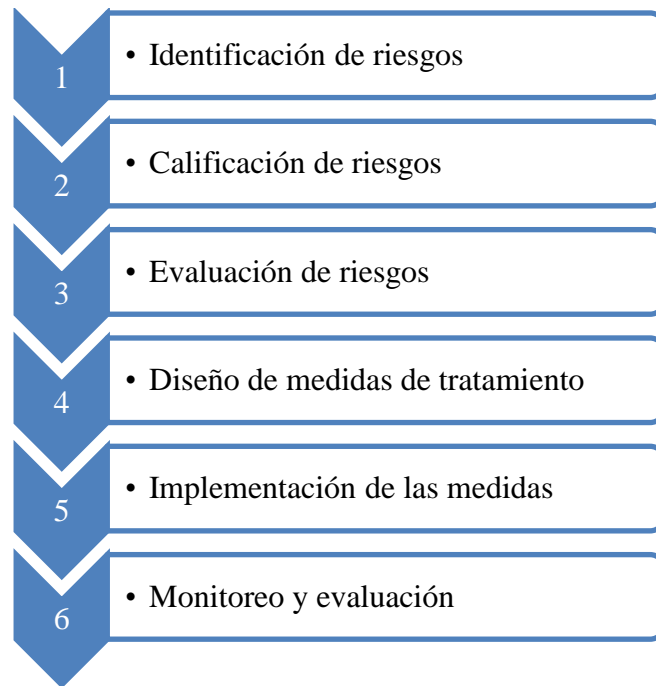 1
• Identificación de riesgos
2
• Calificación de riesgos
3
• Evaluación de riesgos
4
• Diseño de medidas de tratamiento
5
• Implementación de las medidas
6
• Monitoreo y evaluación